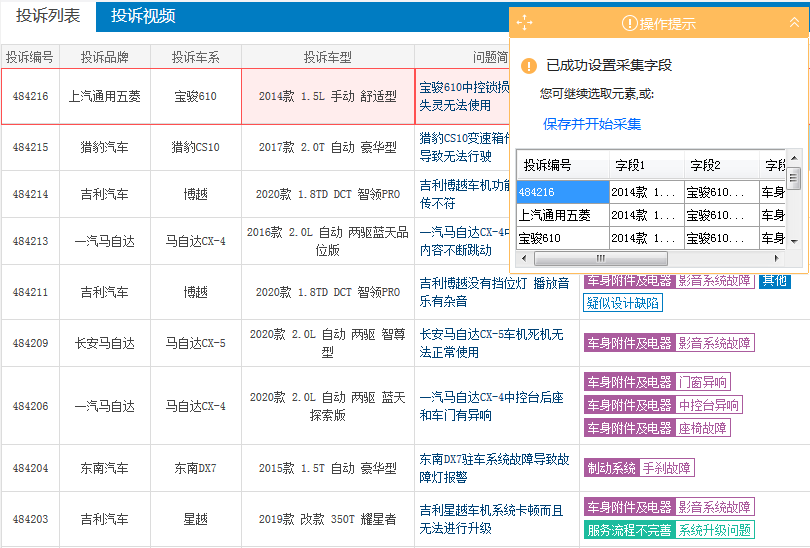 投诉列表
投诉视频
操作提示
已成功设置采集字段
您可继续选取元素,或:
保存并开始采集
投诉编号 字段1 字段2 字段
484216 2014款 1... 宝骏610... 车身
上汽通用五菱 2014款 1... 宝骏610... 车身
宝骏610 2014款 1... 宝骏610... 车身
投诉编号 投诉品牌 投诉车系 投诉车型 问题简
484216 上汽通用五菱 宝骏610 2014款 1.5L 手动 舒适型 宝骏610中控锁损
失灵无法使用
484215 猎豹汽车 猎豹CS10 2017款 2.0T 自动 豪华型 猎豹CS10变速箱
导致无法行驶
484214 吉利汽车 博越 2020款 1.8TD DCT 智领PRO 吉利博越车机功能
传不符
484213 一汽马自达 马自达CX-4 2016款 2.0L 自动 两驱蓝天品
位版 一汽马自达CX-4
内容不断跳动
484211 吉利汽车 博越 2020款 1.8TD DCT 智领PRO 吉利博越没有挡位灯 播放音
乐有杂音 车身附件及电器 影音系统故障 其他
疑似设计缺陷
484209 长安马自达 马自达CX-5 2020款 2.0L 自动 两驱 智尊
型 长安马自达CX-5车机死机无
法正常使用 车身附件及电器 影音系统故障
484206 一汽马自达 马自达CX-4 2020款 2.0L 自动 两驱 蓝天
探索版 一汽马自达CX-4中控台后座
和车门有异响 车身附件及电器 门窗异响
车身附件及电器 中控台异响
车身附件及电器 座椅故障
484204 东南汽车 东南DX7 2015款 1.5T 自动 豪华型 东南DX7驻车系统故障导致故
障灯报警 制动系统 手刹故障
484203 吉利汽车 星越 2019款 改款 350T 耀星者 吉利星越车机系统卡顿而且
无法进行升级 车身附件及电器 影音系统故障
服务流程不完善 系统升级问题